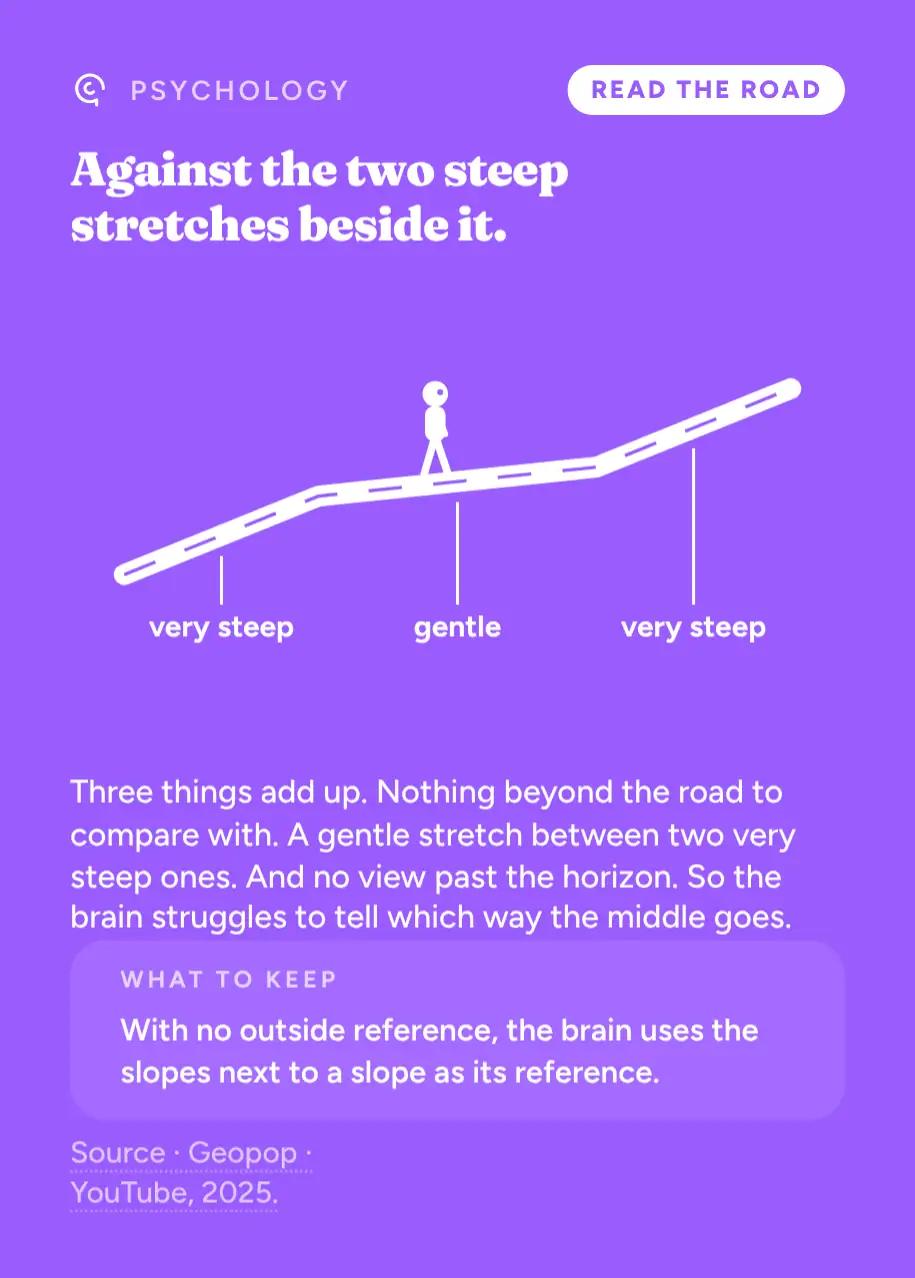 PSYCHOLOGY
READ THE ROAD
Against the two steep
stretches beside it.
very steep
gentle
very steep
Three things add up. Nothing beyond the road to
compare with. A gentle stretch between two very
steep ones. And no view past the horizon. So the
brain struggles to tell which way the middle goes.
WHAT TO KEEP
With no outside reference, the brain uses the
slopes next to a slope as its reference.
Source · Geopop ·
YouTube, 2025.